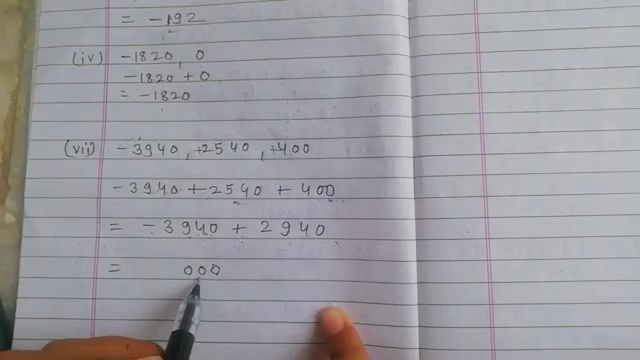 = -192
(iv) -1820, 0
-1820 + 0
= -1820
(vii) -3940, +2540, +400
-3940 + 2540 + 400
= -3940 + 2940
= 000